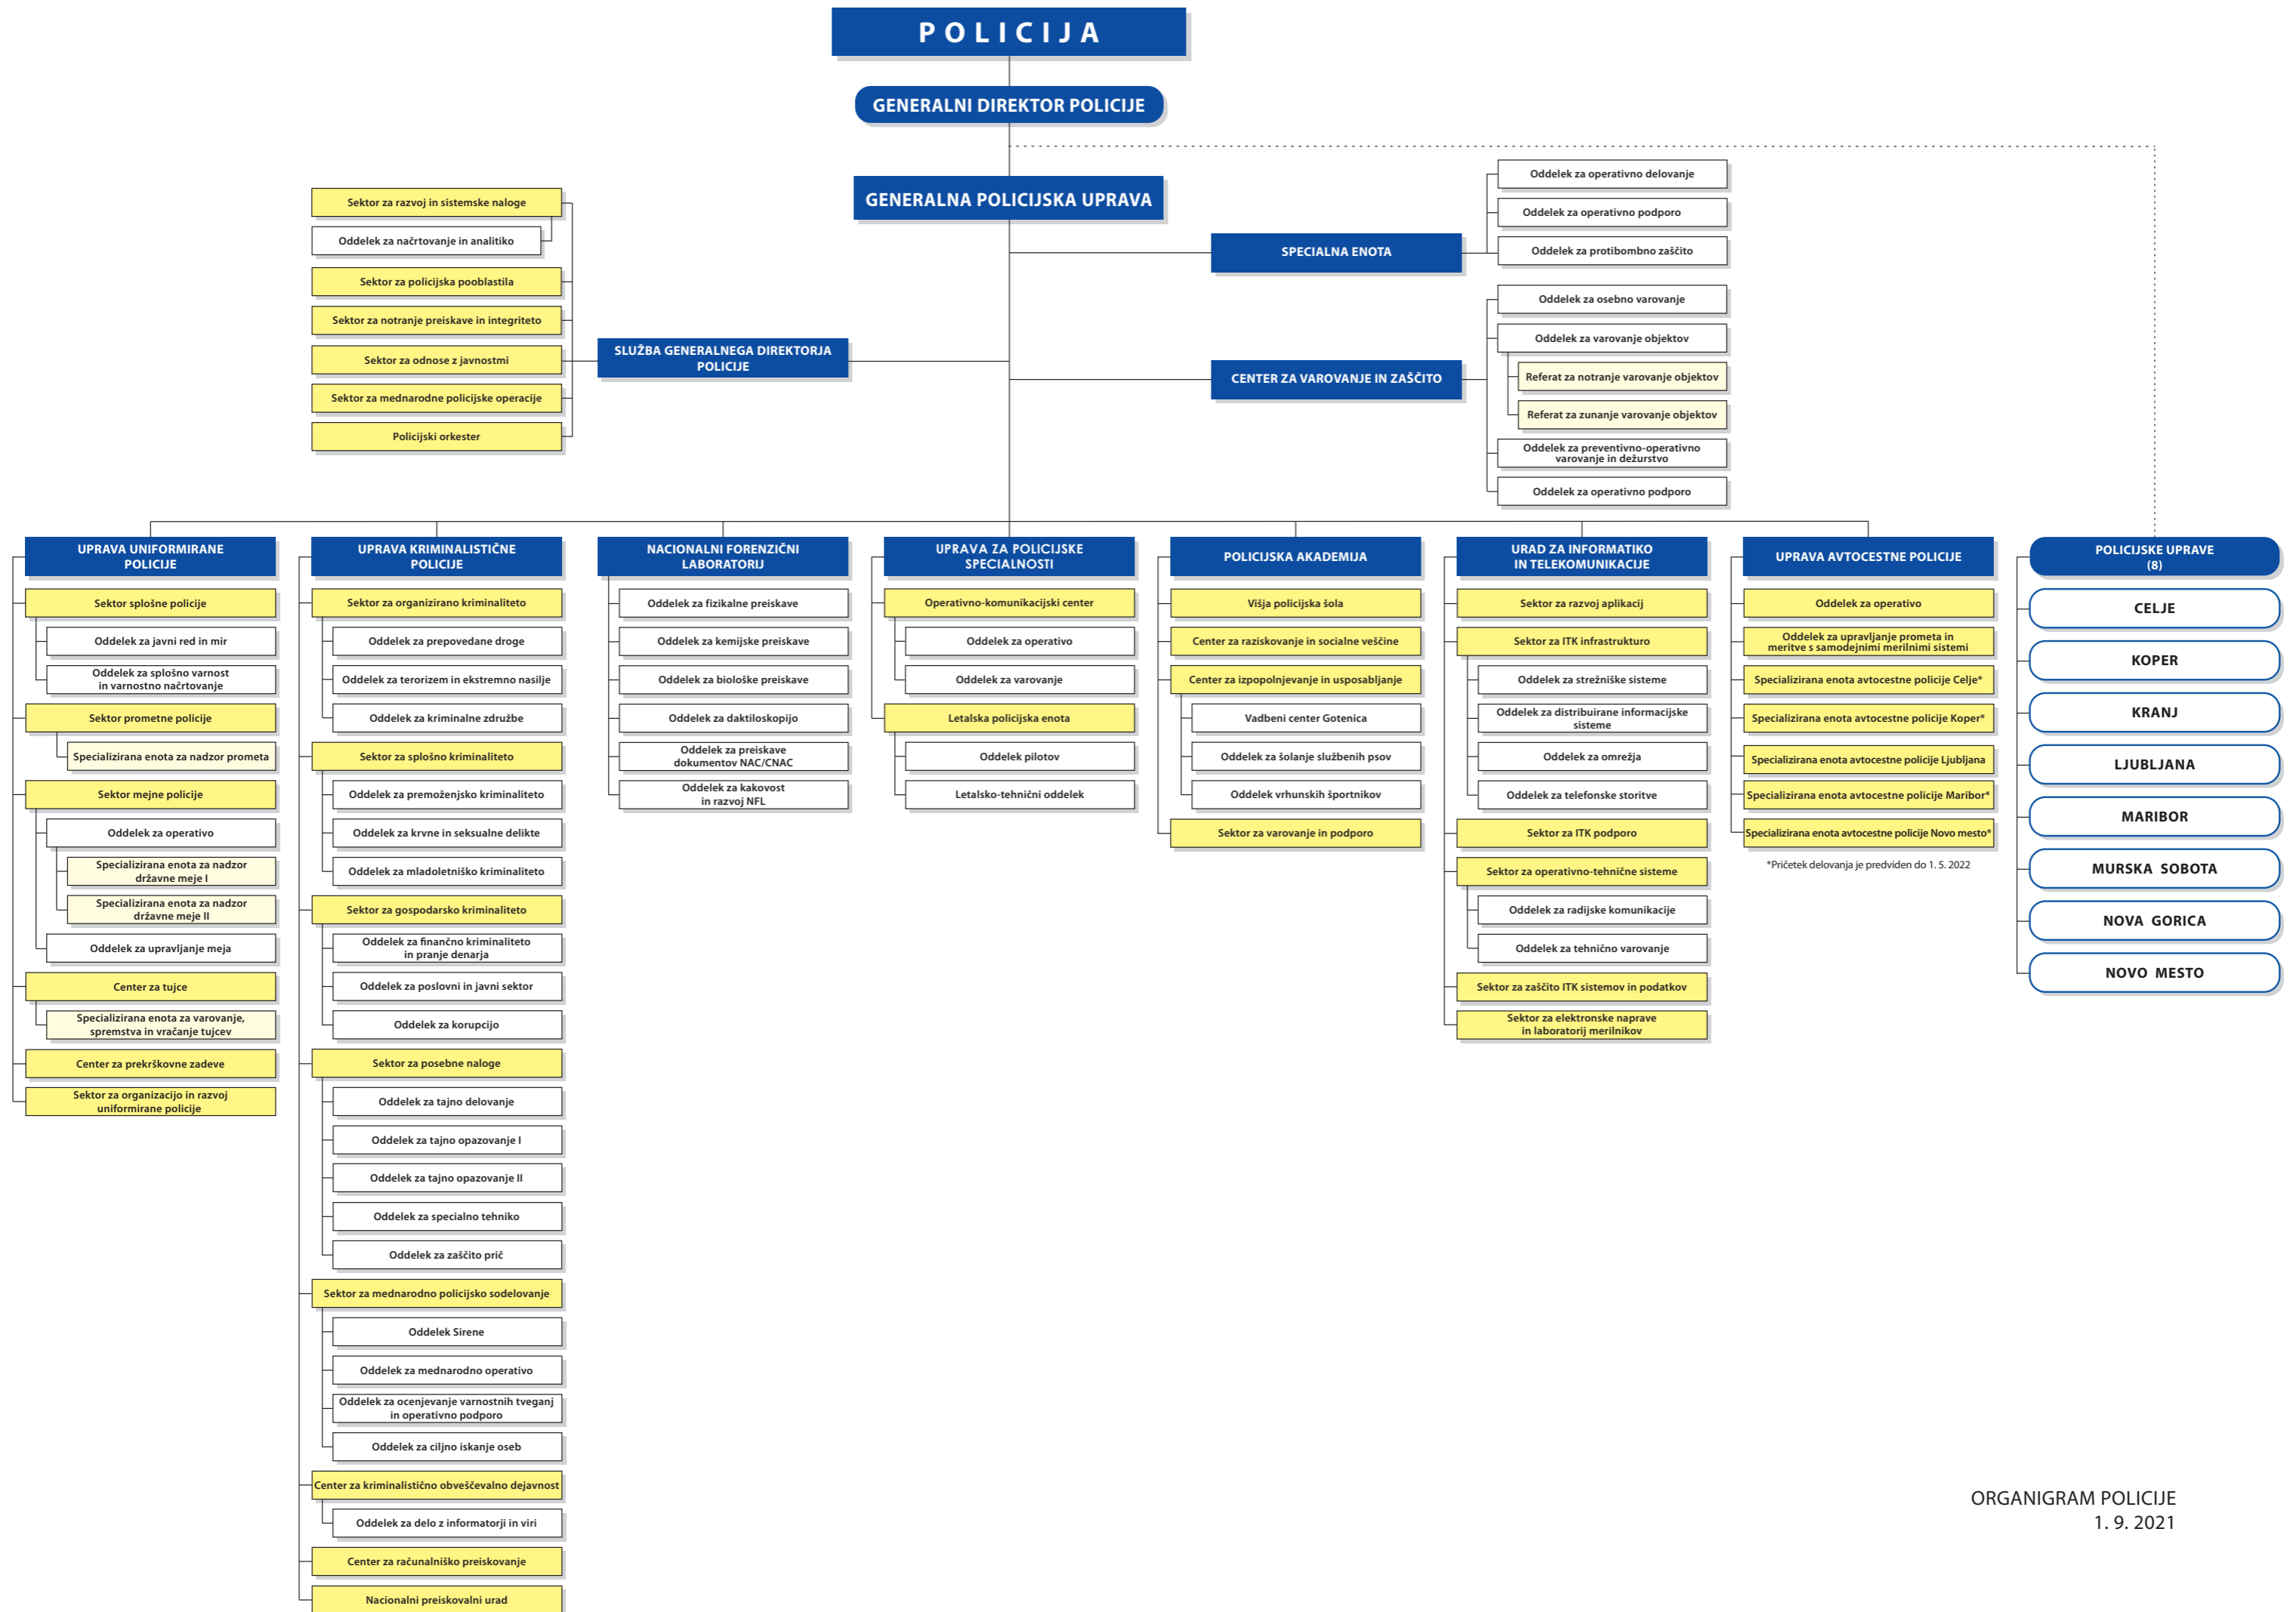 POLICIJA
GENERALNI DIREKTOR POLICIJE
GENERALNA POLICIJSKA UPRAVA
Sektor za razvoj in sistemske naloge
Oddelek za načrtovanje in analitiko
Sektor za policijska pooblastila
Sektor za notranje preiskave in integriteto
Sektor za odnose z javnostmi
Sektor za mednarodne policijske operacije
Policijski orkester
SLUŽBA GENERALNEGA DIREKTORJA
POLICIJE
SPECIALNA ENOTA
Oddelek za operativno delovanje
Oddelek za operativno podporo
Oddelek za protibombno zaščito
CENTER ZA VAROVANJE IN ZAŠČITO
Oddelek za osebno varovanje
Oddelek za varovanje objektov
Referat za notranje varovanje objektov
Referat za zunanje varovanje objektov
Oddelek za preventivno-operativno
varovanje in dežurstvo
Oddelek za operativno podporo
UPRAVA UNIFORMIRANE
POLICIJE
Sektor splošne policije
Oddelek za javni red in mir
Oddelek za splošno varnost
in varnostno načrtovanje
Sektor prometne policije
Specializirana enota za nadzor prometa
Sektor mejne policije
Oddelek za operativo
Specializirana enota za nadzor
državne meje I
Specializirana enota za nadzor
državne meje II
Oddelek za upravljanje meja
Center za tujce
Specializirana enota za varovanje,
spremstva in vračanje tujcev
Center za prekrškovne zadeve
Sektor za organizacijo in razvoj
uniformirane policije
UPRAVA KRIMINALISTIČNE
POLICIJE
Sektor za organizirano kriminaliteto
Oddelek za prepovedane droge
Oddelek za terorizem in ekstremno nasilje
Oddelek za kriminalne združbe
Sektor za splošno kriminaliteto
Oddelek za premoženjsko kriminaliteto
Oddelek za krvne in seksualne delikte
Oddelek za mladoletniško kriminaliteto
Sektor za gospodarsko kriminaliteto
Oddelek za finančno kriminaliteto
in pranje denarja
Oddelek za poslovni in javni sektor
Oddelek za korupcijo
Sektor za posebne naloge
Oddelek za tajno delovanje
Oddelek za tajno opazovanje I
Oddelek za tajno opazovanje II
Oddelek za specialno tehniko
Oddelek za zaščito prič
Sektor za mednarodno policijsko sodelovanje
Oddelek Sirene
Oddelek za mednarodno operativo
Oddelek za ocenjevanje varnostnih tveganj
in operativno podporo
Oddelek za ciljno iskanje oseb
Center za kriminalistično obveščevalno dejavnost
Oddelek za delo z informatorji in viri
Center za računalniško preiskovanje
Nacionalni preiskovalni urad
NACIONALNI FORENZIČNI
LABORATORIJ
Oddelek za fizikalne preiskave
Oddelek za kemijske preiskave
Oddelek za biološke preiskave
Oddelek za daktiloskopijo
Oddelek za preiskave
dokumentov NAC/CNAC
Oddelek za kakovost
in razvoj NFL
UPRAVA ZA POLICIJSKE
SPECIALNOSTI
Operativno-komunikacijski center
Oddelek za operativo
Oddelek za varovanje
Letalska policijska enota
Oddelek pilotov
Letalsko-tehnični oddelek
POLICIJSKA AKADEMIJA
Višja policijska šola
Center za raziskovanje in socialne veščine
Center za izpopolnjevanje in usposabljanje
Vadbeni center Gotenica
Oddelek za šolanje službenih psov
Oddelek vrhunskih športnikov
Sektor za varovanje in podporo
URAD ZA INFORMATIKO
IN TELEKOMUNIKACIJE
Sektor za razvoj aplikacij
Sektor za ITK infrastrukturo
Oddelek za strežniške sisteme
Oddelek za distribuirane informacijske
sisteme
Oddelek za omrežja
Oddelek za telefonske storitve
Sektor za ITK podporo
Sektor za operativno-tehnične sisteme
Oddelek za radijske komunikacije
Oddelek za tehnično varovanje
Sektor za zaščito ITK sistemov in podatkov
Sektor za elektronske naprave
in laboratorij merilnikov
UPRAVA AVTOCESTNE POLICIJE
Oddelek za operativo
Oddelek za upravljanje prometa in
meritve s samodejnimi merilnimi sistemi
Specializirana enota avtocestne policije Celje*
Specializirana enota avtocestne policije Koper*
Specializirana enota avtocestne policije Ljubljana
Specializirana enota avtocestne policije Maribor*
Specializirana enota avtocestne policije Novo mesto*
*Pričetek delovanja je predviden do 1. 5. 2022
POLICIJSKE UPRAVE
(8)
CELJE
KOPER
KRANJ
LJUBLJANA
MARIBOR
MURSKA SOBOTA
NOVA GORICA
NOVO MESTO
ORGANIGRAM POLICIJE
1. 9. 2021